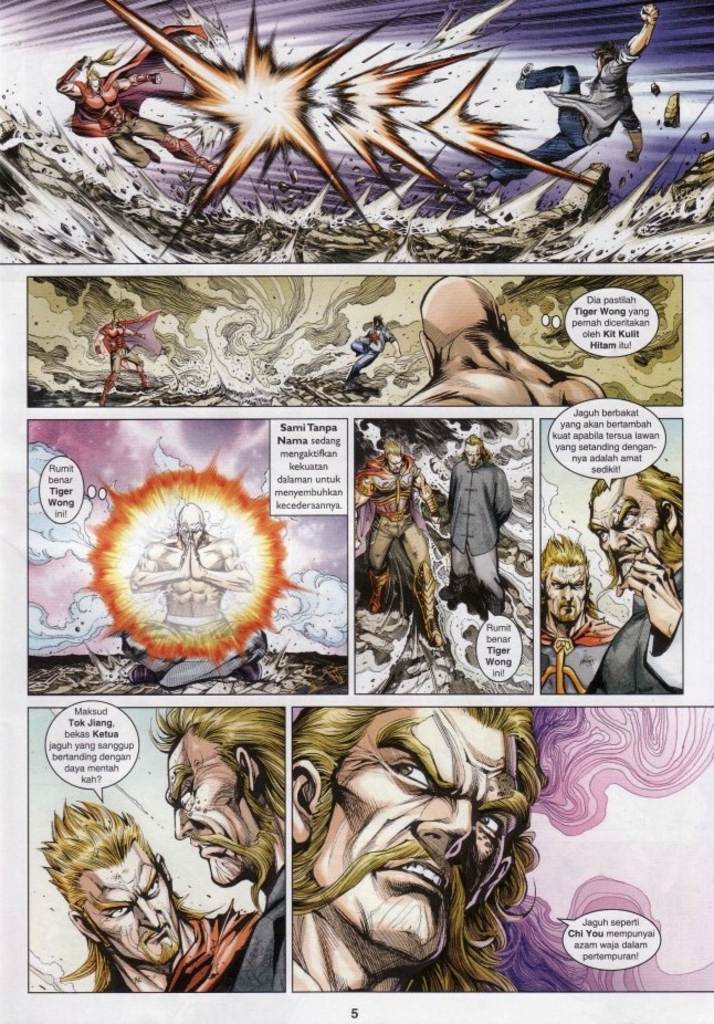 Dia pastilah
Tiger Wong yang
pernah diceritakan
oleh Kit Kulit
Hitam itu!
Rumit
benar
Tiger
Wong
ini!
Sami Tanpa
Nama sedang
mengaktifkan
kekuatan
dalaman untuk
menyembuhkan
kecederaannya.
Rumit
benar
Tiger
Wong
ini!
Jaguh berbakat
yang akan bertambah
kuat apabila tersua lawan
yang setanding dengan-
nya adalah amat
sedikit!
Maksud
Tok Jiang,
bekas Ketua
jaguh yang sanggup
bertanding dengan
daya mentah
kah?
Jaguh seperti
Chi You mempunyai
azam waja dalam
pertempuran!
5